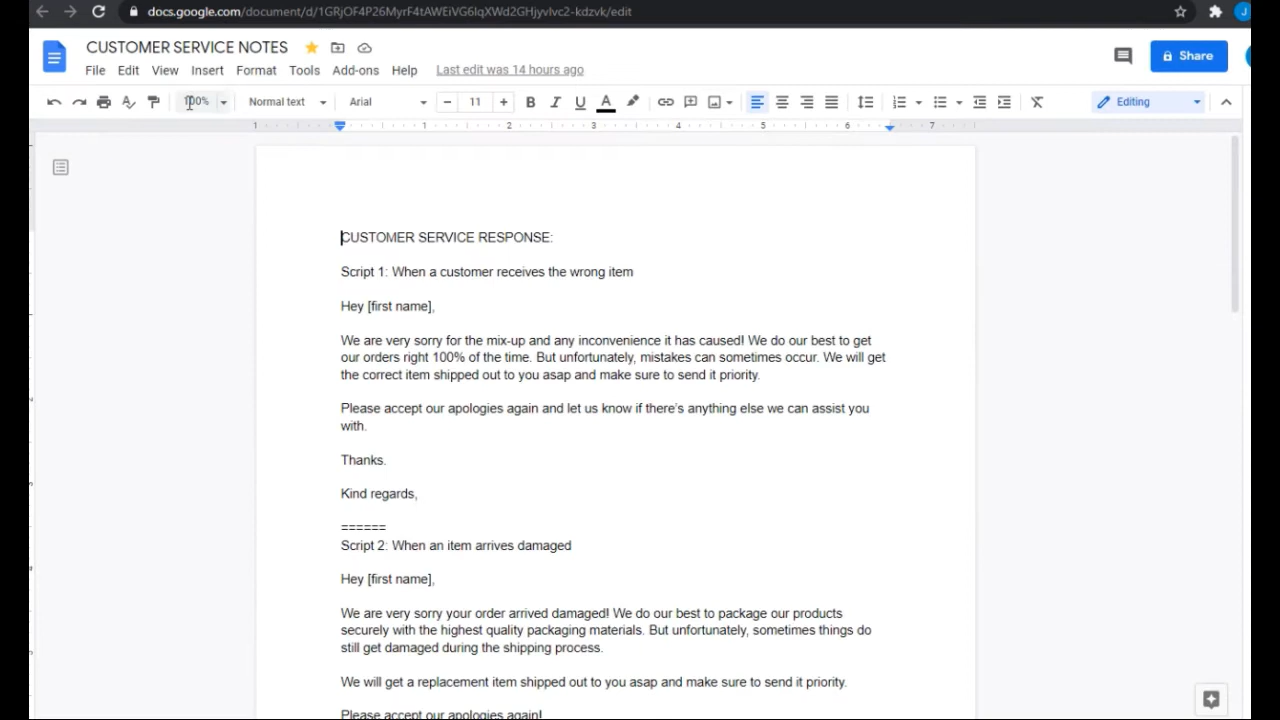 docs.google.com/document/d/1GRjOF4P26MyrF4tAWEiVG6lqXWd2GHjyvlvc2-kdzvk/edit
J
CUSTOMER SERVICE NOTES
File Edit View Insert Format Tools Add-ons Help Last edit was 14 hours ago
Share
100% Normal text Arial 11 B I U A Editing
1 1 2 3 4 5 6 7
CUSTOMER SERVICE RESPONSE:
Script 1: When a customer receives the wrong item
Hey [first name],
We are very sorry for the mix-up and any inconvenience it has caused! We do our best to get
our orders right 100% of the time. But unfortunately, mistakes can sometimes occur. We will get
the correct item shipped out to you asap and make sure to send it priority.
Please accept our apologies again and let us know if there's anything else we can assist you
with.
Thanks.
Kind regards,
======
Script 2: When an item arrives damaged
Hey [first name],
We are very sorry your order arrived damaged! We do our best to package our products
securely with the highest quality packaging materials. But unfortunately, sometimes things do
still get damaged during the shipping process.
We will get a replacement item shipped out to you asap and make sure to send it priority.
Please accept our apologies again!